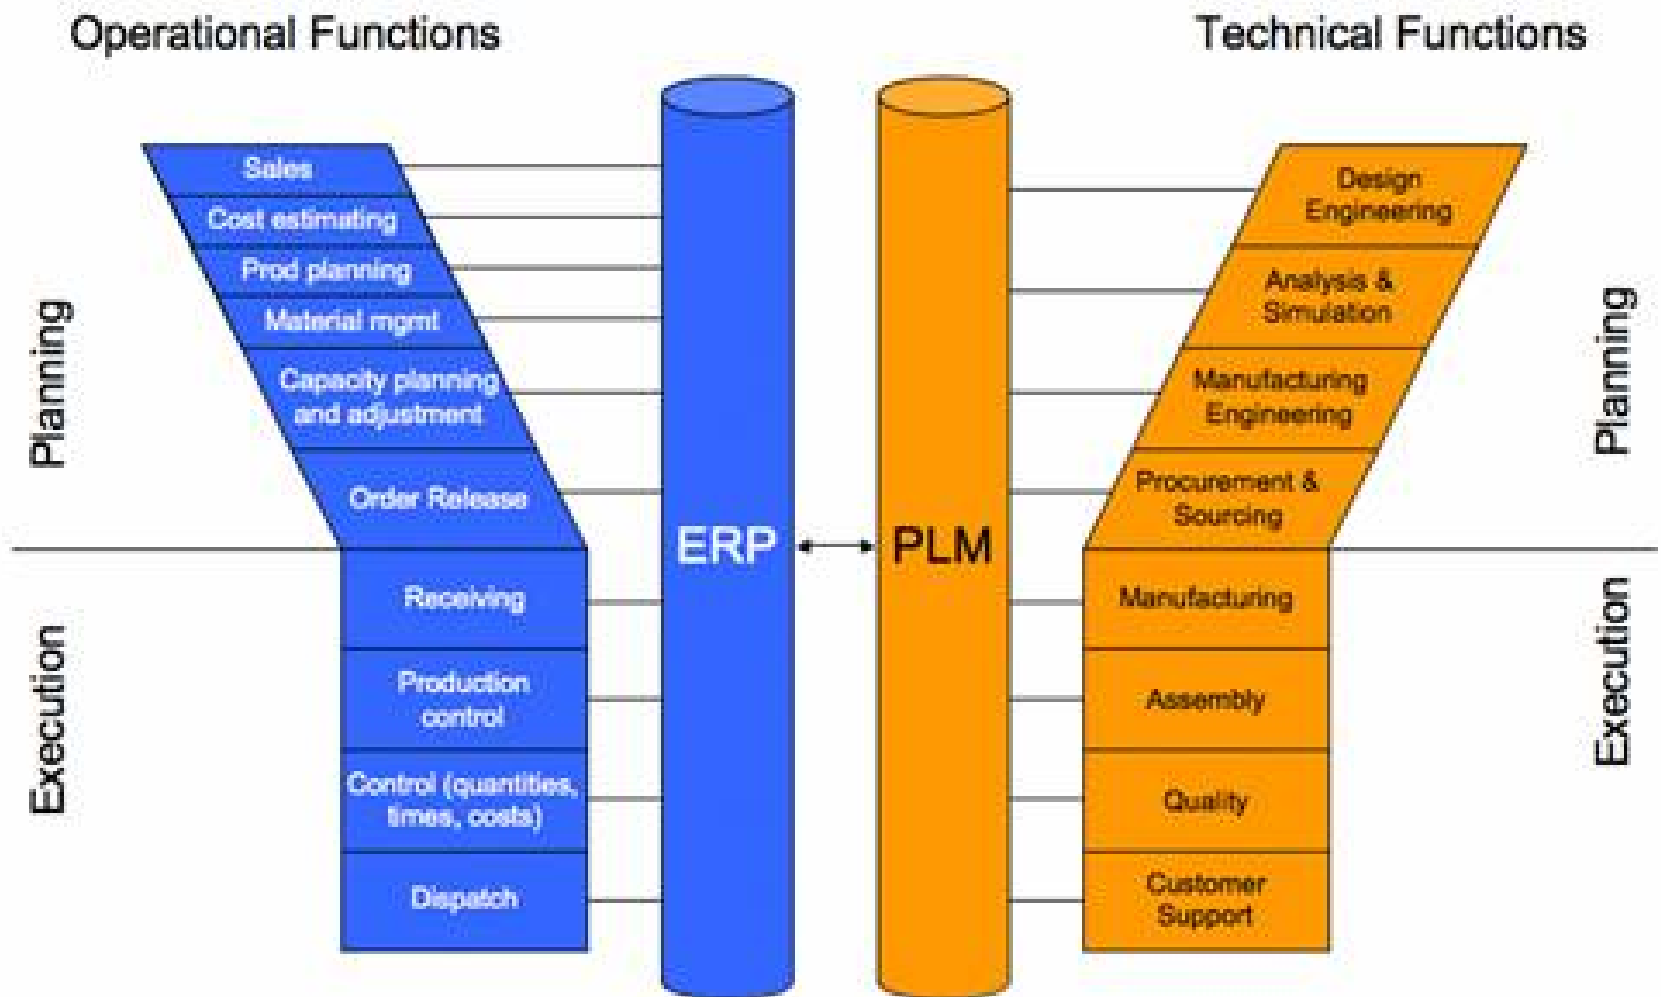 Operational Functions
Technical Functions
Planning
Sales
Cost estimating
Prod planning
Material mgmt
Capacity planning
and adjustment
Order Release
Execution
Receiving
Production
control
Control (quantities,
times, costs)
Dispatch
ERP
PLM
Design
Engineering
Analysis &
Simulation
Manufacturing
Engineering
Procurement &
Sourcing
Planning
Manufacturing
Assembly
Quality
Customer
Support
Execution